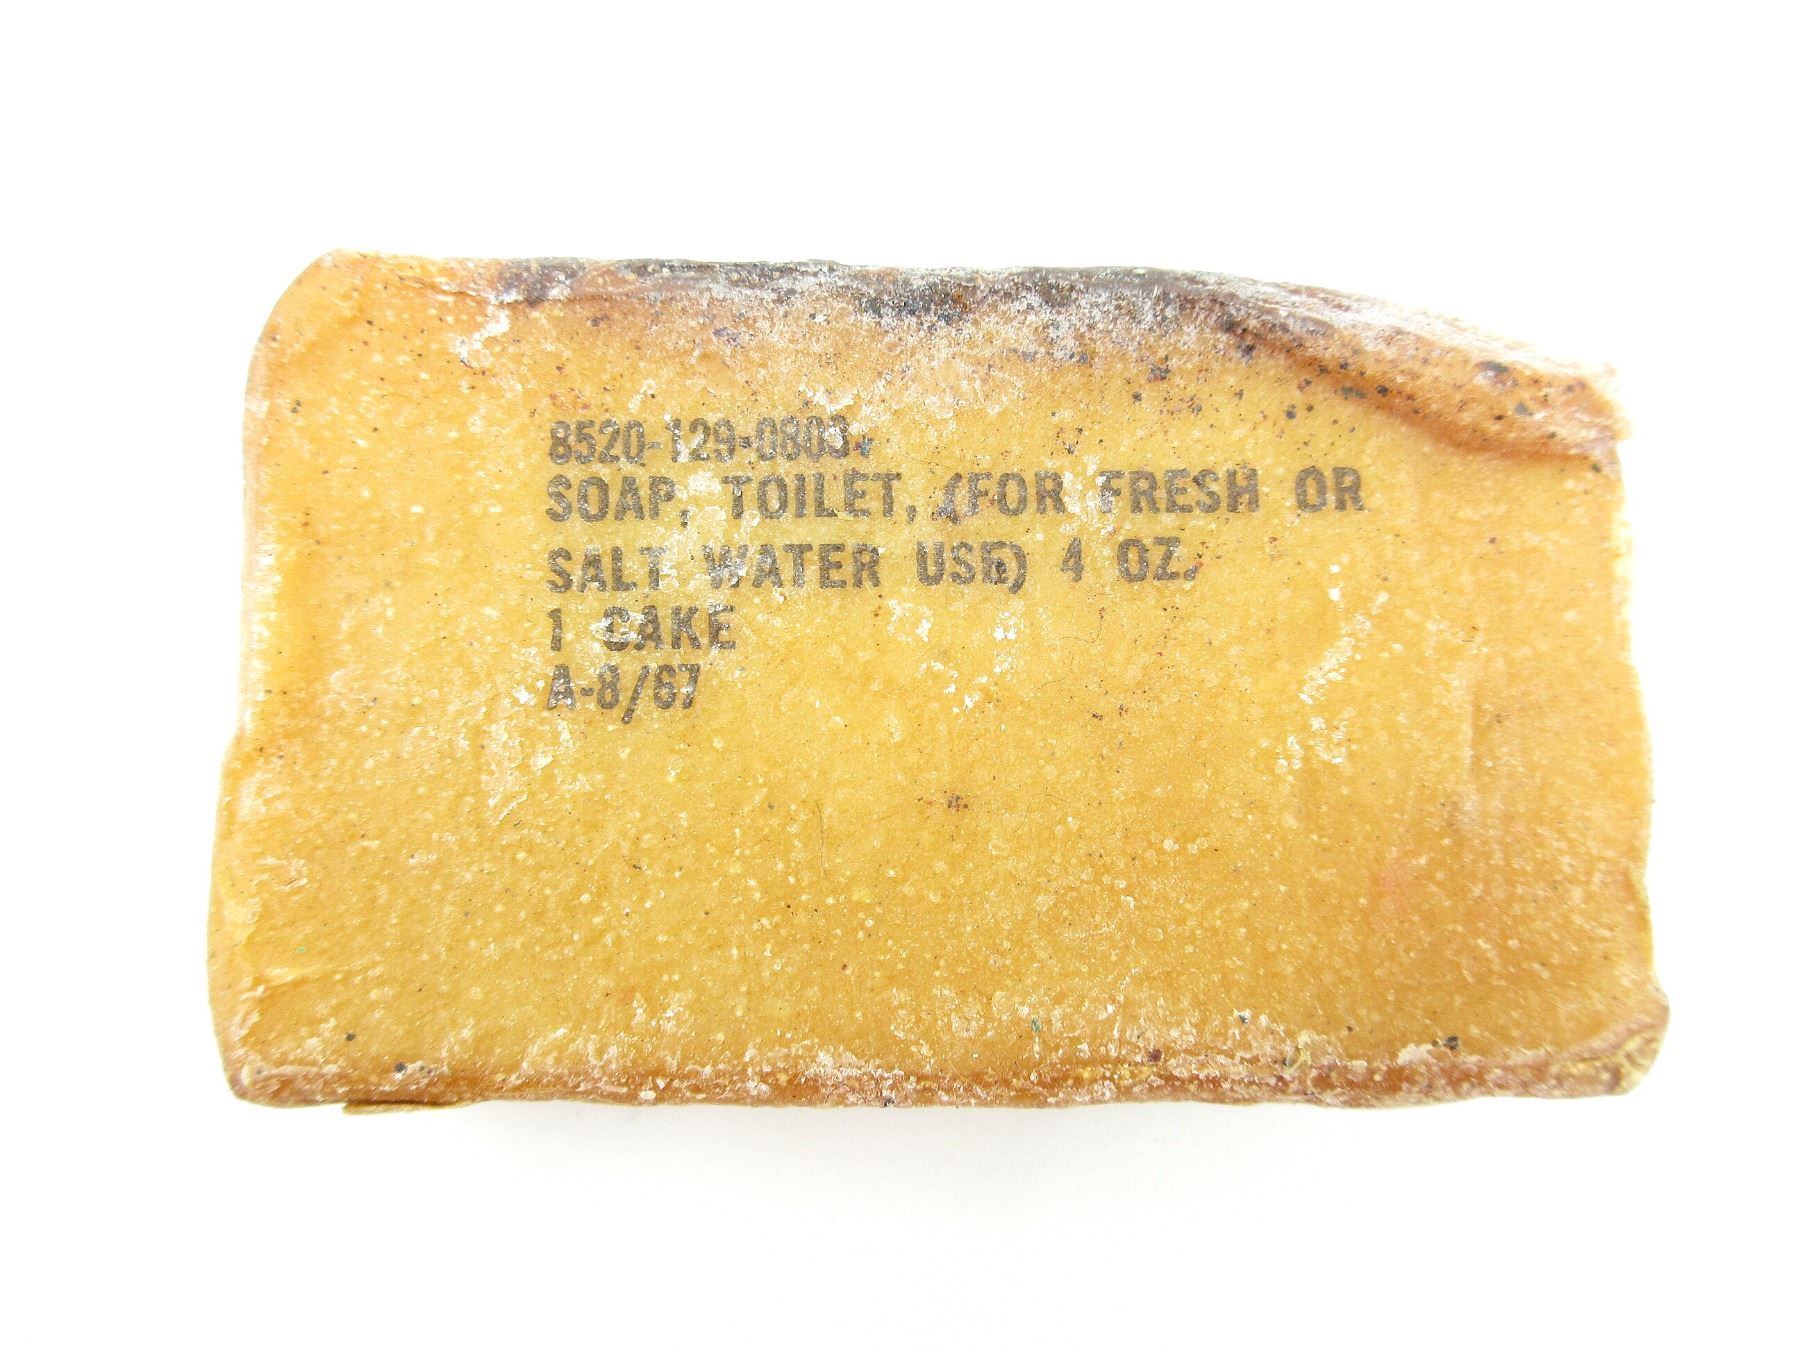 8520-129-0803
SOAP, TOILET, (FOR FRESH OR
SALT WATER USE) 4 OZ.
1 CAKE
A-8/67